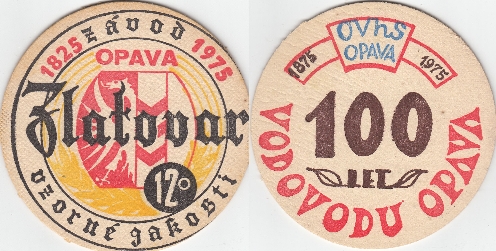 1825 závod 1975
OPAVA
Zlatovar
12°
vzorné jakosti
OVhS
OPAVA
1875 1975
100
LET
VODOVODU OPAVA